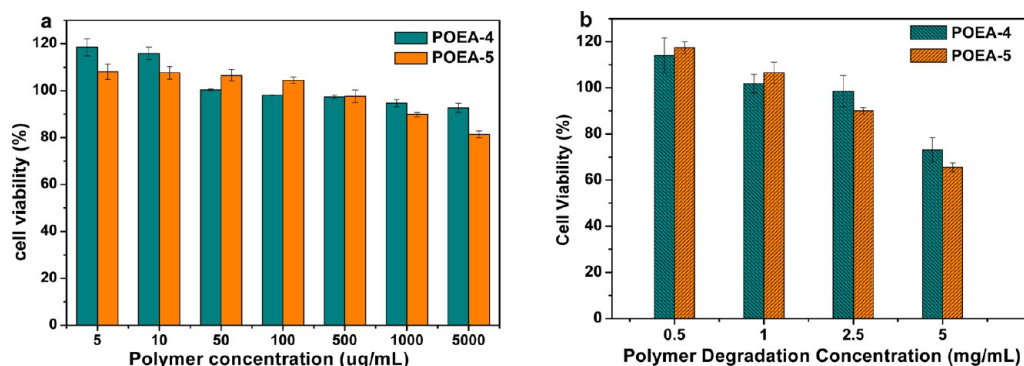 a
POEA-4
POEA-5
cell viability (%)
120
100
80
60
40
20
0
5 10 50 100 500 1000 5000
Polymer concentration (ug/mL)
b
POEA-4
POEA-5
Cell Viability (%)
120
100
80
60
40
20
0
0.5 1 2.5 5
Polymer Degradation Concentration (mg/mL)